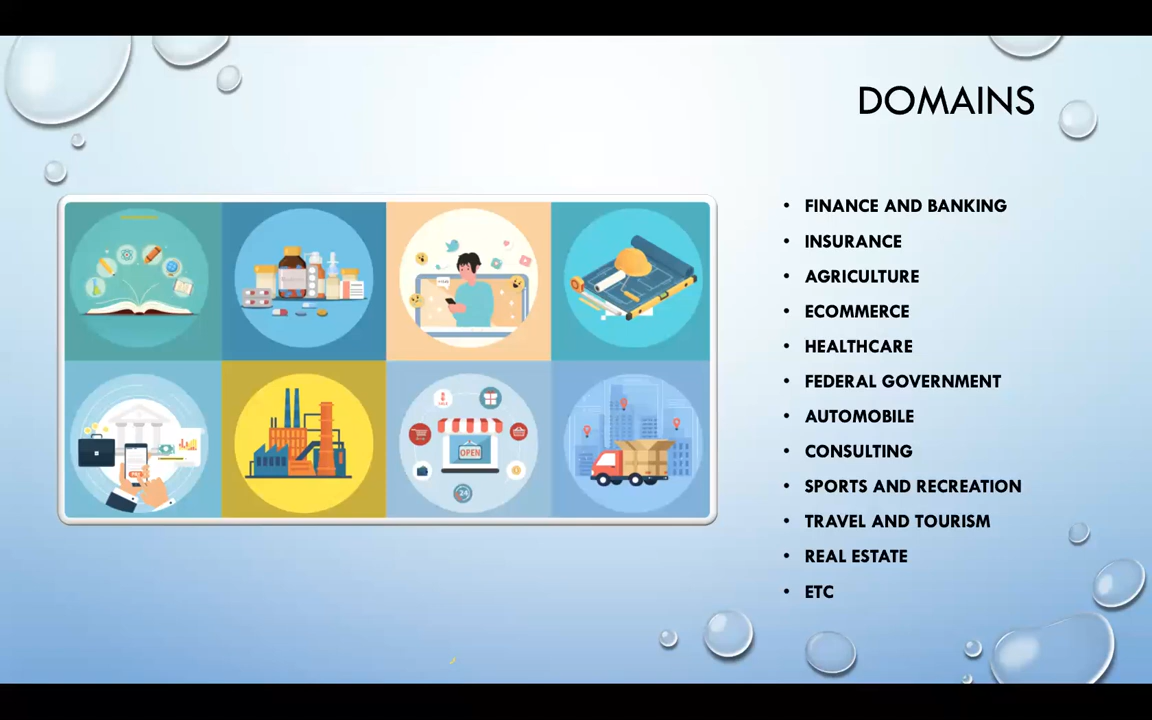 DOMAINS
• FINANCE AND BANKING
• INSURANCE
• AGRICULTURE
• ECOMMERCE
• HEALTHCARE
• FEDERAL GOVERNMENT
• AUTOMOBILE
• CONSULTING
• SPORTS AND RECREATION
• TRAVEL AND TOURISM
• REAL ESTATE
• ETC
OPEN
24